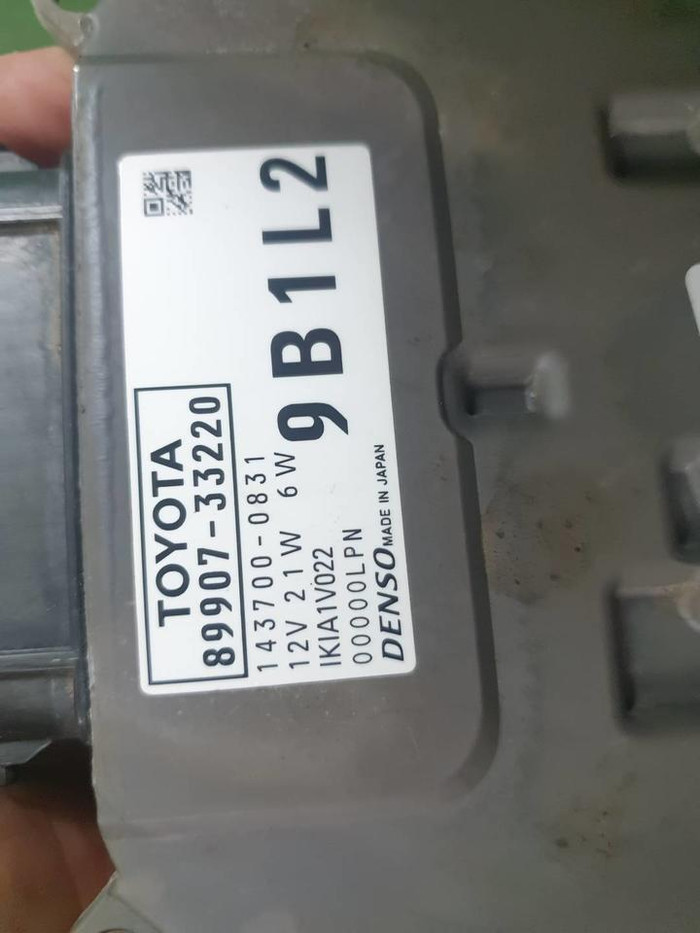 TOYOTA
89907-33220
143700-0831
12V 21W 6W
IKIA1V022
00000LPN
DENSO MADE IN JAPAN
9B1L2